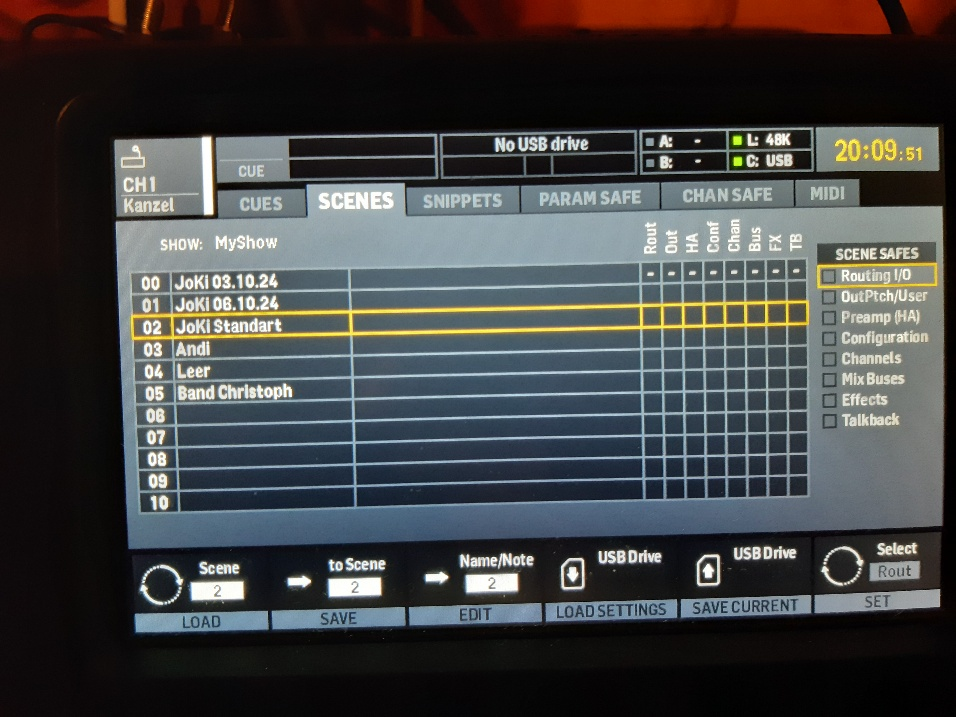 CH1
Kanzel
CUE
No USB drive
A: -
L: 48K
B: -
C: USB
20:09:51
CUES
SCENES
SNIPPETS
PARAM SAFE
CHAN SAFE
MIDI
SHOW: MyShow
Rout
Out
HA
Conf
Chan
Bus
FX
TB
00 JoKi 03.10.24 - - - - - - - -
01 JoKi 06.10.24
02 JoKi Standart
03 Andi
04 Leer
05 Band Christoph
06
07
08
09
10
SCENE SAFES
Routing I/O
OutPtch/User
Preamp (HA)
Configuration
Channels
Mix Buses
Effects
Talkback
Scene
2
LOAD
to Scene
2
SAVE
Name/Note
2
EDIT
USB Drive
LOAD SETTINGS
USB Drive
SAVE CURRENT
Select
Rout
SET